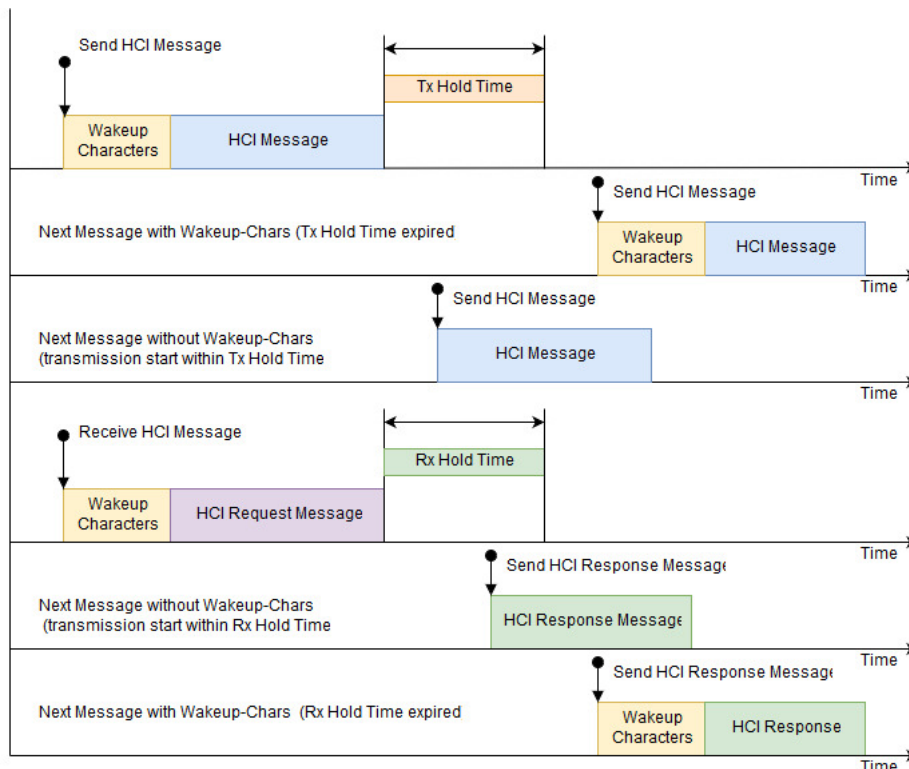 Send HCI Message
Tx Hold Time
Wakeup
Characters
HCI Message
Time
Send HCI Message
Next Message with Wakeup-Chars (Tx Hold Time expired
Wakeup
Characters
HCI Message
Time
Send HCI Message
Next Message without Wakeup-Chars
(transmission start within Tx Hold Time
HCI Message
Time
Receive HCI Message
Rx Hold Time
Wakeup
Characters
HCI Request Message
Time
Send HCI Response Message
Next Message without Wakeup-Chars
(transmission start within Rx Hold Time
HCI Response Message
Time
Send HCI Response Message
Next Message with Wakeup-Chars (Rx Hold Time expired
Wakeup
Characters
HCI Response
Time